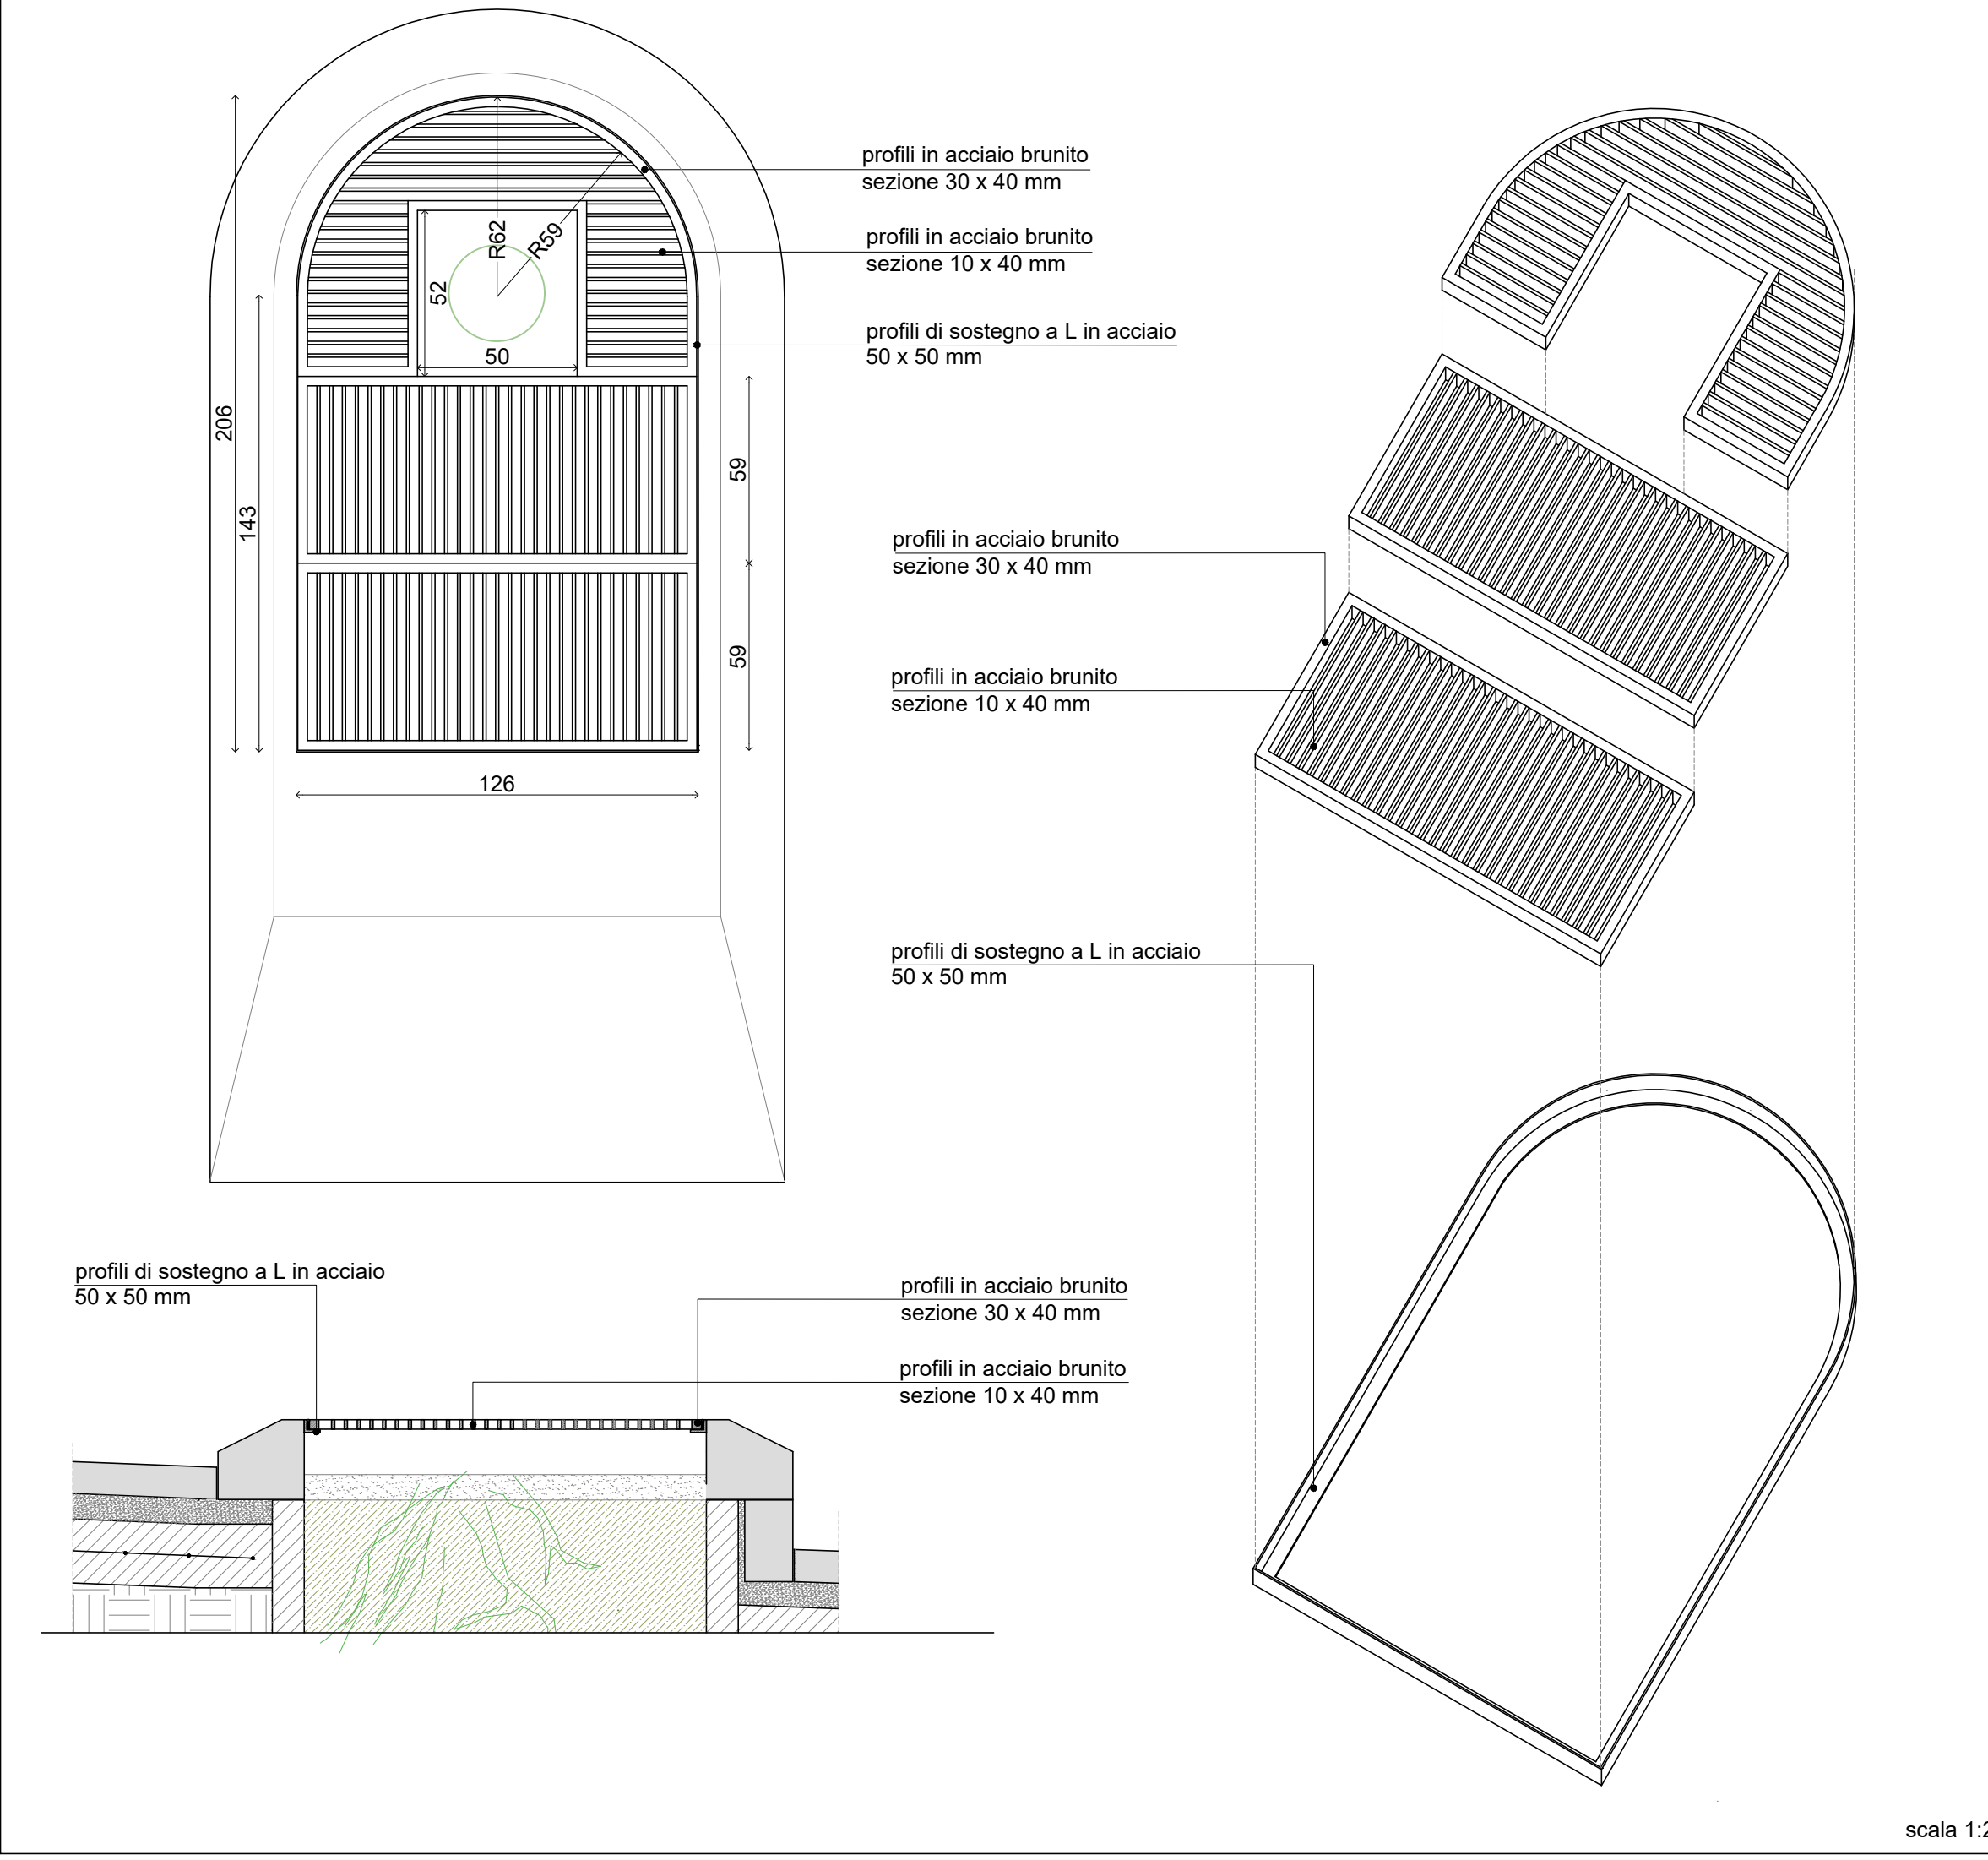 profili in acciaio brunito
sezione 30 x 40 mm
profili in acciaio brunito
sezione 10 x 40 mm
profili di sostegno a L in acciaio
50 x 50 mm
R62
R59
52
50
206
143
59
59
126
profili in acciaio brunito
sezione 30 x 40 mm
profili in acciaio brunito
sezione 10 x 40 mm
profili di sostegno a L in acciaio
50 x 50 mm
profili di sostegno a L in acciaio
50 x 50 mm
profili in acciaio brunito
sezione 30 x 40 mm
profili in acciaio brunito
sezione 10 x 40 mm
scala 1:2